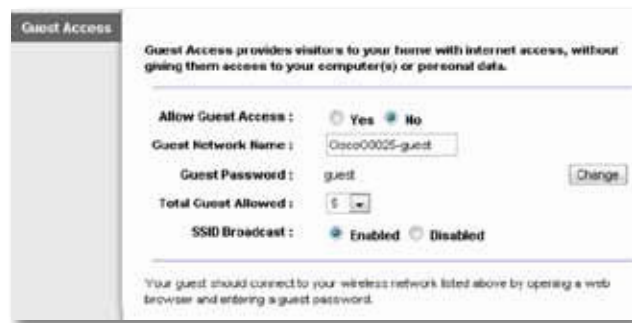 Guest Access
Guest Access provides visitors to your home with internet access, without
giving them access to your computer(s) or personal data.
Allow Guest Access : Yes No
Guest Network Name : Cisco00025-guest
Guest Password : guest Change
Total Guest Allowed : 5
SSID Broadcast : Enabled Disabled
Your guest should connect to your wireless network listed above by opening a web
browser and entering a guest password.